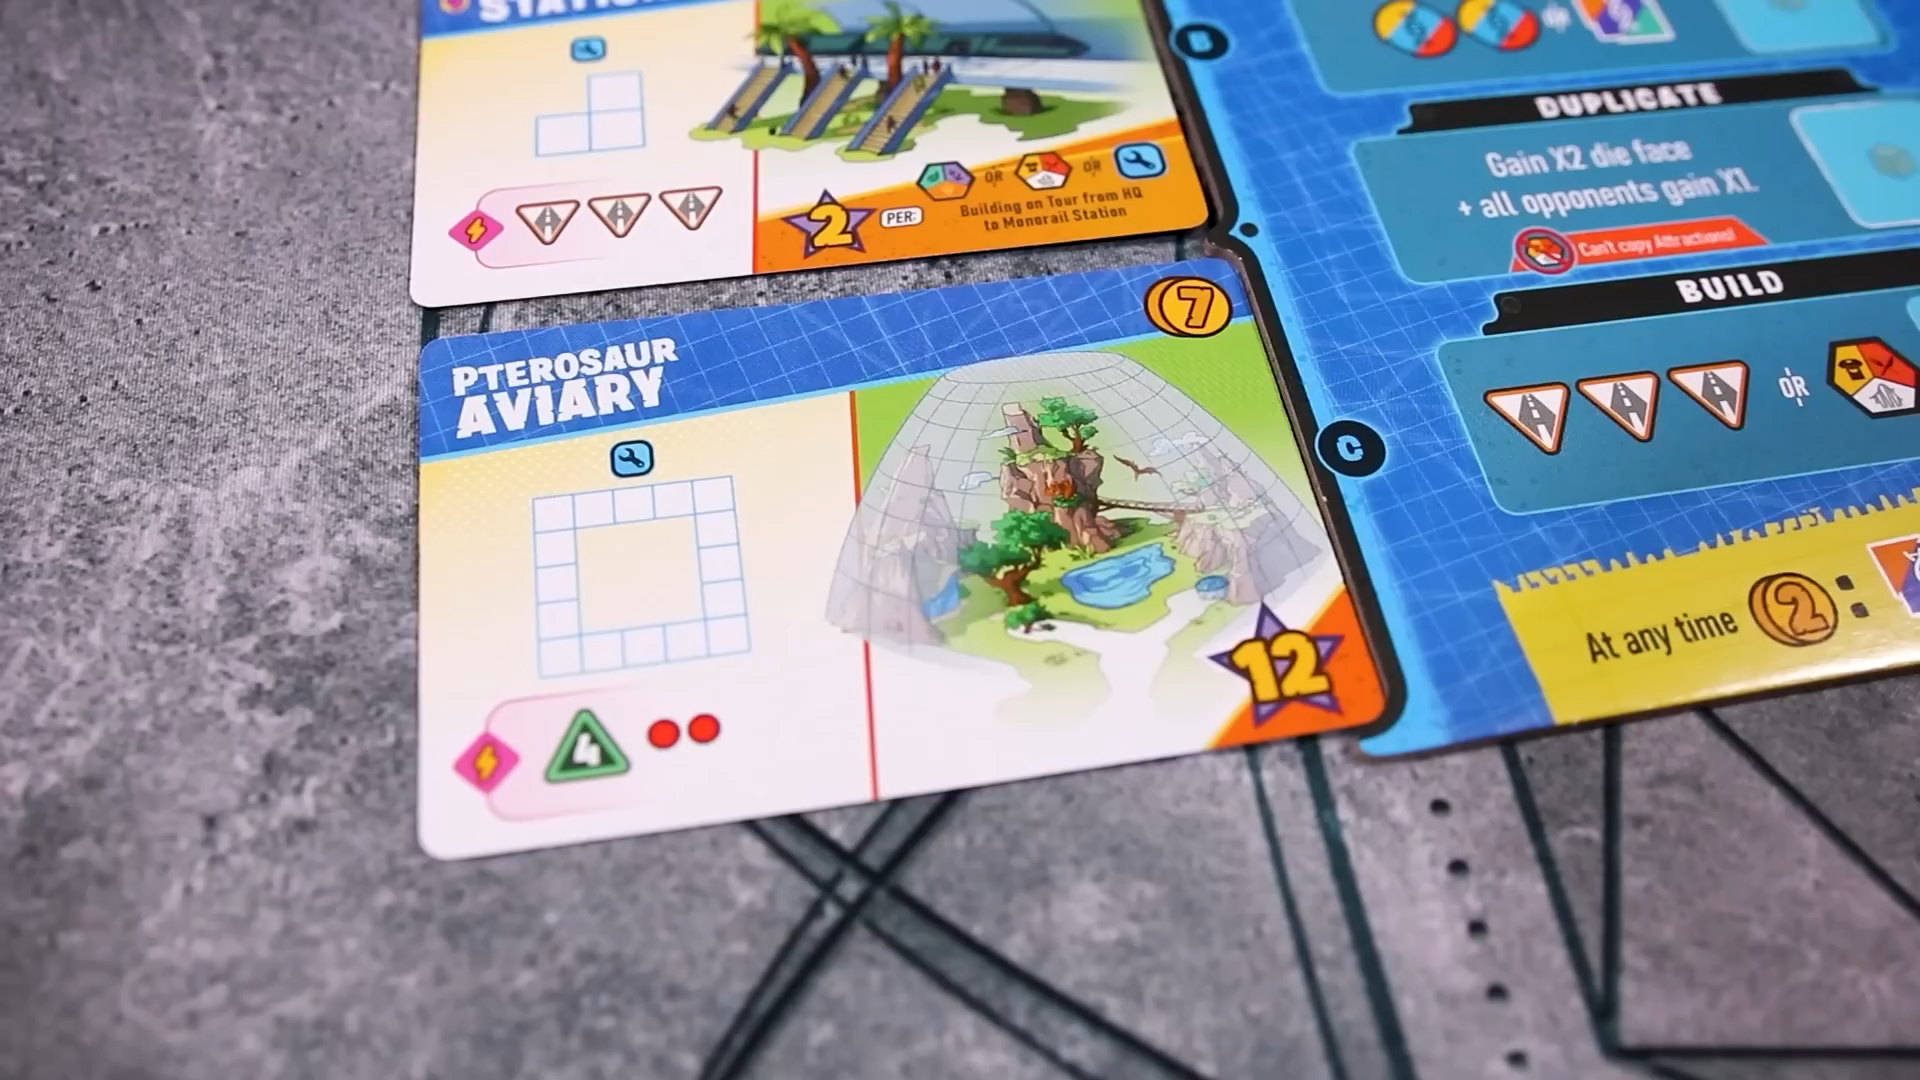 2
PER:
OR
OR
Building on Tour from HQ
to Monorail Station
PTEROSAUR
AVIARY
7
4
12
B
OR
DUPLICATE
Gain X2 die face
+ all opponents gain X1.
Can't copy Attractions!
BUILD
C
OR
At any time 2 :